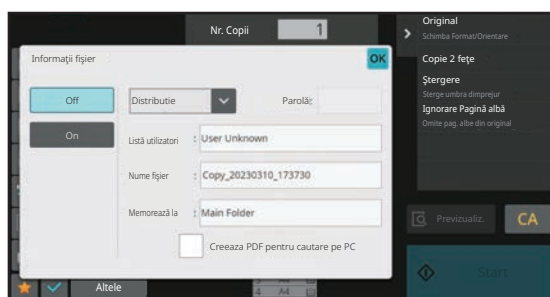 Nr. Copii 1
Informații fișier
OK
Off
On
Distributie
Parolă:
Listă utilizatori : User Unknown
Nume fișier : Copy_20230310_173730
Memorează la : Main Folder
Creeaza PDF pentru cautare pe PC
Altele
4 A4
Original
Schimba Format/Orientare
Copie 2 fețe
Ștergere
Sterge umbra dimprejur
Ignorare Pagină albă
Omite pag. albe din original
Previzualiz.
CA
Start